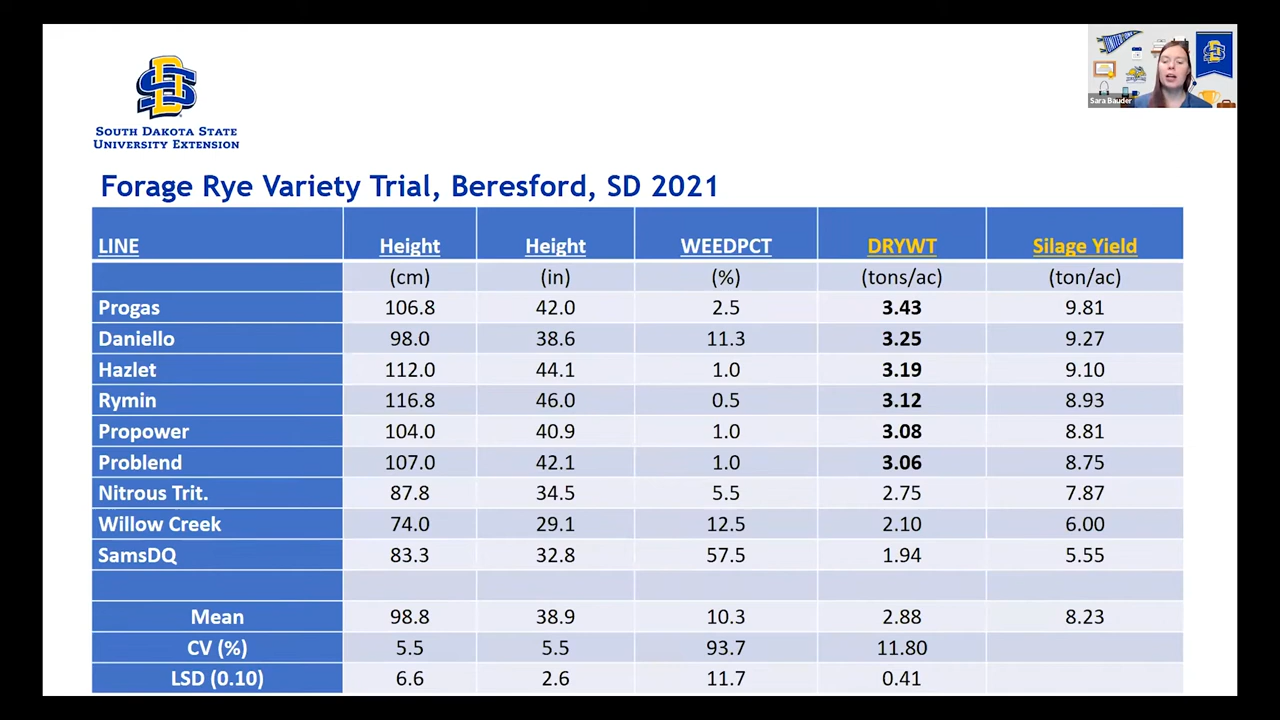 UNITED
Sara Bauder
SOUTH DAKOTA STATE
UNIVERSITY EXTENSION
Forage Rye Variety Trial, Beresford, SD 2021
LINE Height Height WEEDPCT DRYWT Silage Yield
(cm) (in) (%) (tons/ac) (ton/ac)
Progas 106.8 42.0 2.5 3.43 9.81
Daniello 98.0 38.6 11.3 3.25 9.27
Hazlet 112.0 44.1 1.0 3.19 9.10
Rymin 116.8 46.0 0.5 3.12 8.93
Propower 104.0 40.9 1.0 3.08 8.81
Problend 107.0 42.1 1.0 3.06 8.75
Nitrous Trit. 87.8 34.5 5.5 2.75 7.87
Willow Creek 74.0 29.1 12.5 2.10 6.00
SamsDQ 83.3 32.8 57.5 1.94 5.55
Mean 98.8 38.9 10.3 2.88 8.23
CV (%) 5.5 5.5 93.7 11.80
LSD (0.10) 6.6 2.6 11.7 0.41